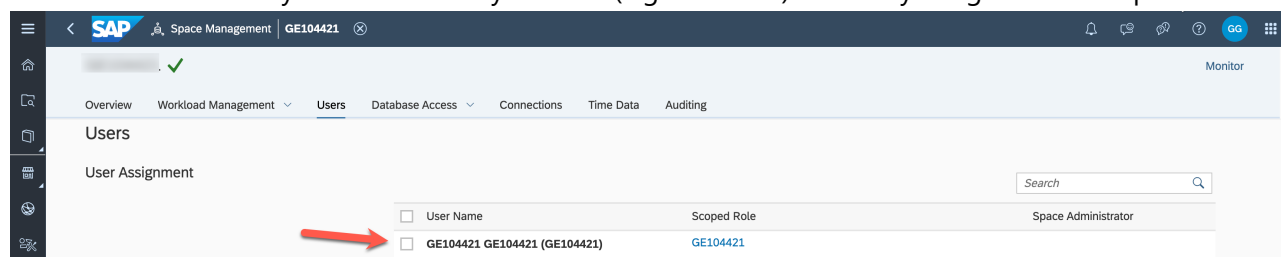 SAP Space Management GE104421 GG
Monitor
Overview Workload Management Users Database Access Connections Time Data Auditing
Users
User Assignment
Search
User Name Scoped Role Space Administrator
GE104421 GE104421 (GE104421) GE104421